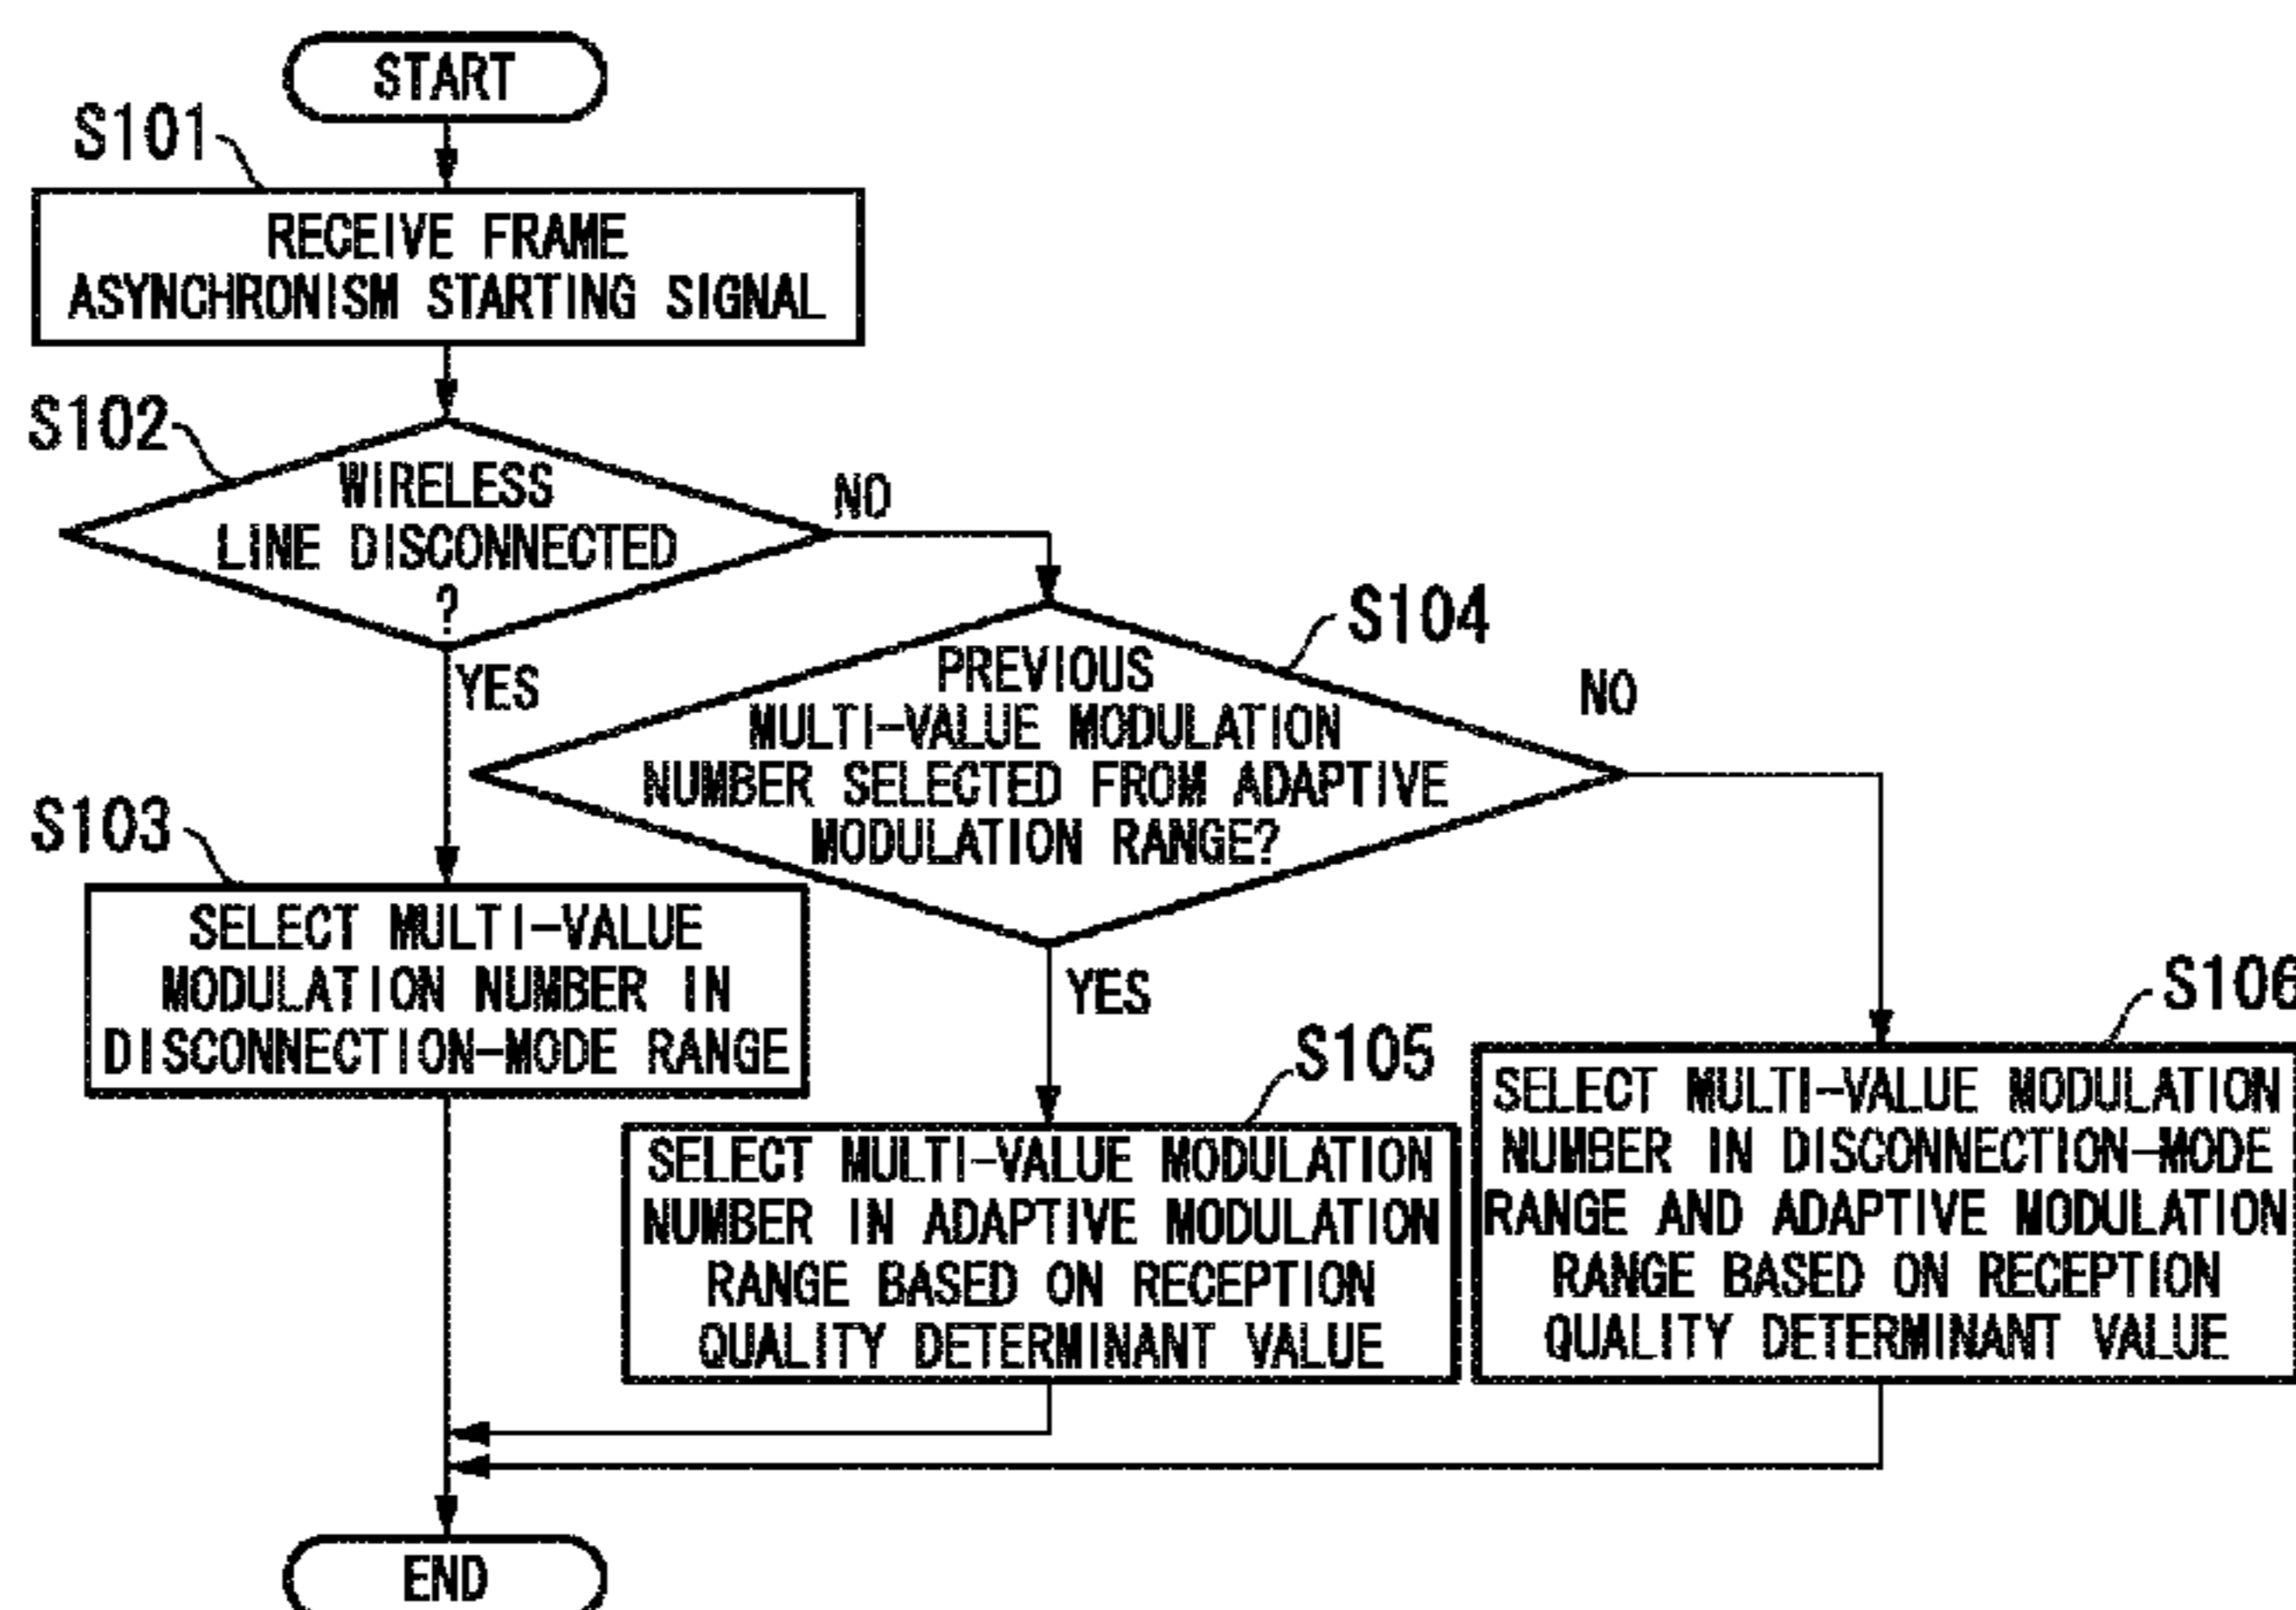 START
S101
RECEIVE FRAME
ASYNCHRONISM STARTING SIGNAL
S102
WIRELESS
LINE DISCONNECTED
?
NO
YES
S104
PREVIOUS
MULTI-VALUE MODULATION
NUMBER SELECTED FROM ADAPTIVE
MODULATION RANGE?
NO
YES
S103
SELECT MULTI-VALUE
MODULATION NUMBER IN
DISCONNECTION-MODE RANGE
S105
SELECT MULTI-VALUE MODULATION
NUMBER IN ADAPTIVE MODULATION
RANGE BASED ON RECEPTION
QUALITY DETERMINANT VALUE
S106
SELECT MULTI-VALUE MODULATION
NUMBER IN DISCONNECTION-MODE
RANGE AND ADAPTIVE MODULATION
RANGE BASED ON RECEPTION
QUALITY DETERMINANT VALUE
END